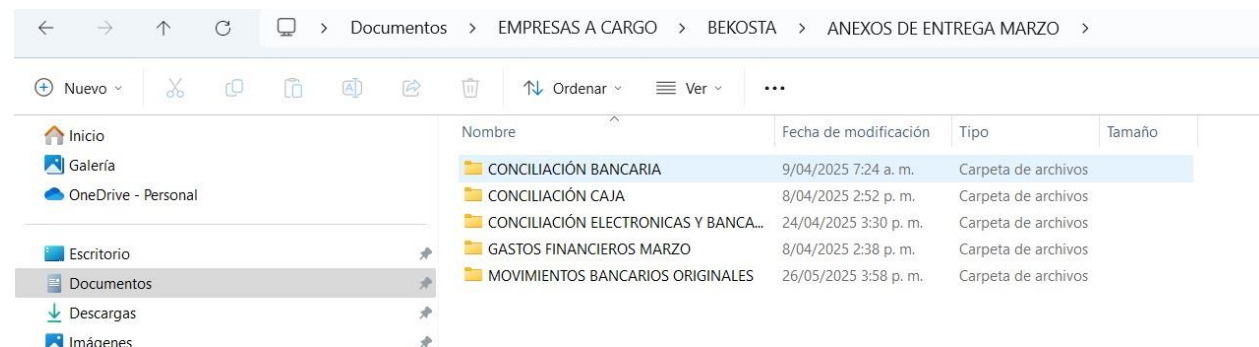 Documentos > EMPRESAS A CARGO > BEKOSTA > ANEXOS DE ENTREGA MARZO >
Nuevo Ordenar Ver ...
Inicio
Galería
OneDrive - Personal
Escritorio
Documentos
Descargas
Imágenes
Nombre Fecha de modificación Tipo Tamaño
CONCILIACIÓN BANCARIA 9/04/2025 7:24 a. m. Carpeta de archivos
CONCILIACIÓN CAJA 8/04/2025 2:52 p. m. Carpeta de archivos
CONCILIACIÓN ELECTRONICAS Y BANCA... 24/04/2025 3:30 p. m. Carpeta de archivos
GASTOS FINANCIEROS MARZO 8/04/2025 2:38 p. m. Carpeta de archivos
MOVIMIENTOS BANCARIOS ORIGINALES 26/05/2025 3:58 p. m. Carpeta de archivos